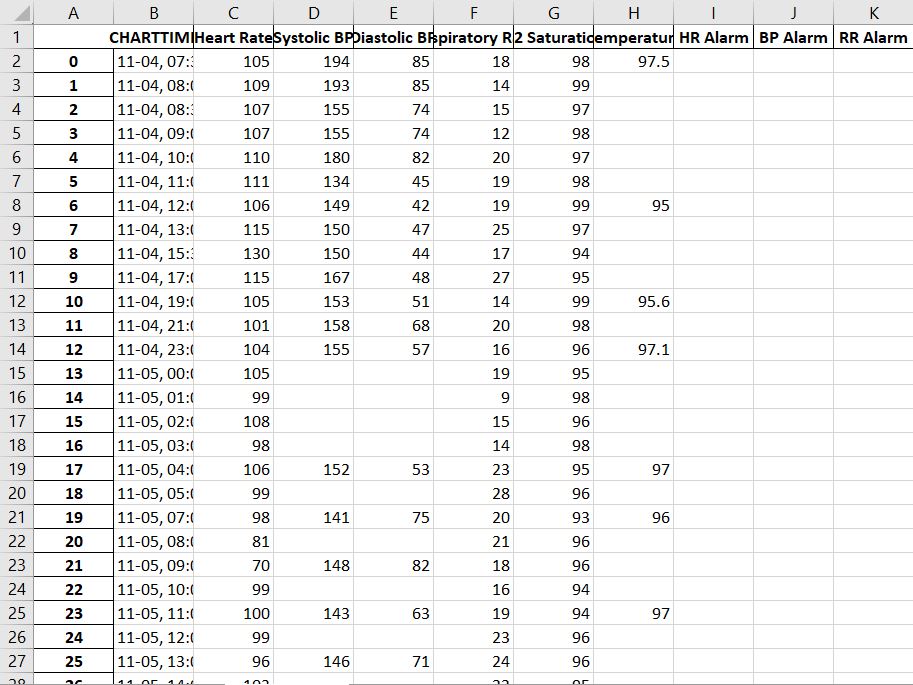 A B C D E F G H I J K
1 CHARTTIMI Heart Rate Systolic BP Diastolic BP spiratory R 2 Saturatic emperatur HR Alarm BP Alarm RR Alarm
2 0 11-04, 07:3 105 194 85 18 98 97.5
3 1 11-04, 08:0 109 193 85 14 99
4 2 11-04, 08:3 107 155 74 15 97
5 3 11-04, 09:0 107 155 74 12 98
6 4 11-04, 10:0 110 180 82 20 97
7 5 11-04, 11:0 111 134 45 19 98
8 6 11-04, 12:0 106 149 42 19 99 95
9 7 11-04, 13:0 115 150 47 25 97
10 8 11-04, 15:3 130 150 44 17 94
11 9 11-04, 17:0 115 167 48 27 95
12 10 11-04, 19:0 105 153 51 14 99 95.6
13 11 11-04, 21:0 101 158 68 20 98
14 12 11-04, 23:0 104 155 57 16 96 97.1
15 13 11-05, 00:0 105 19 95
16 14 11-05, 01:0 99 9 98
17 15 11-05, 02:0 108 15 96
18 16 11-05, 03:0 98 14 98
19 17 11-05, 04:0 106 152 53 23 95 97
20 18 11-05, 05:0 99 28 96
21 19 11-05, 07:0 98 141 75 20 93 96
22 20 11-05, 08:0 81 21 96
23 21 11-05, 09:0 70 148 82 18 96
24 22 11-05, 10:0 99 16 94
25 23 11-05, 11:0 100 143 63 19 94 97
26 24 11-05, 12:0 99 23 96
27 25 11-05, 13:0 96 146 71 24 96